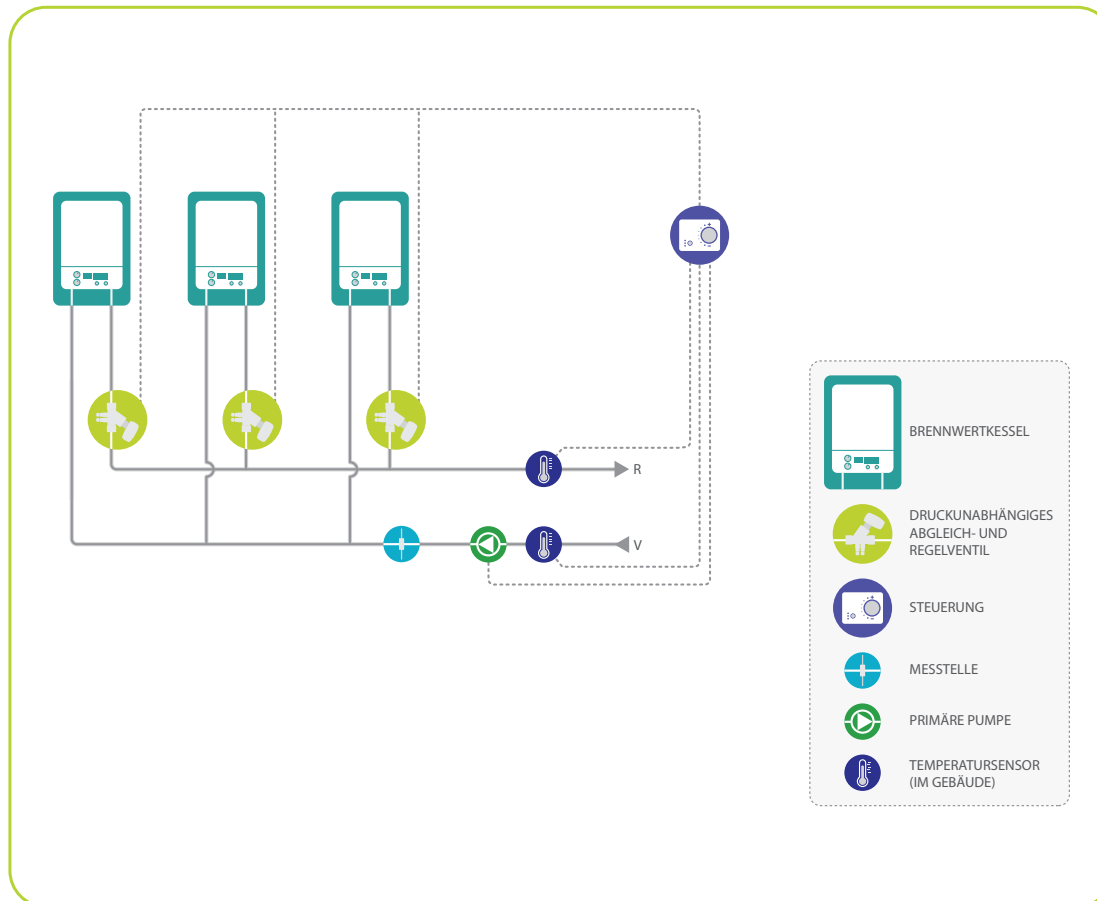 R
V
BRENNWERTKESSEL
DRUCKUNABHÄNGIGES
ABGLEICH- UND
REGELVENTIL
STEUERUNG
MESSTELLE
PRIMÄRE PUMPE
TEMPERATURSENSOR
(IM GEBÄUDE)